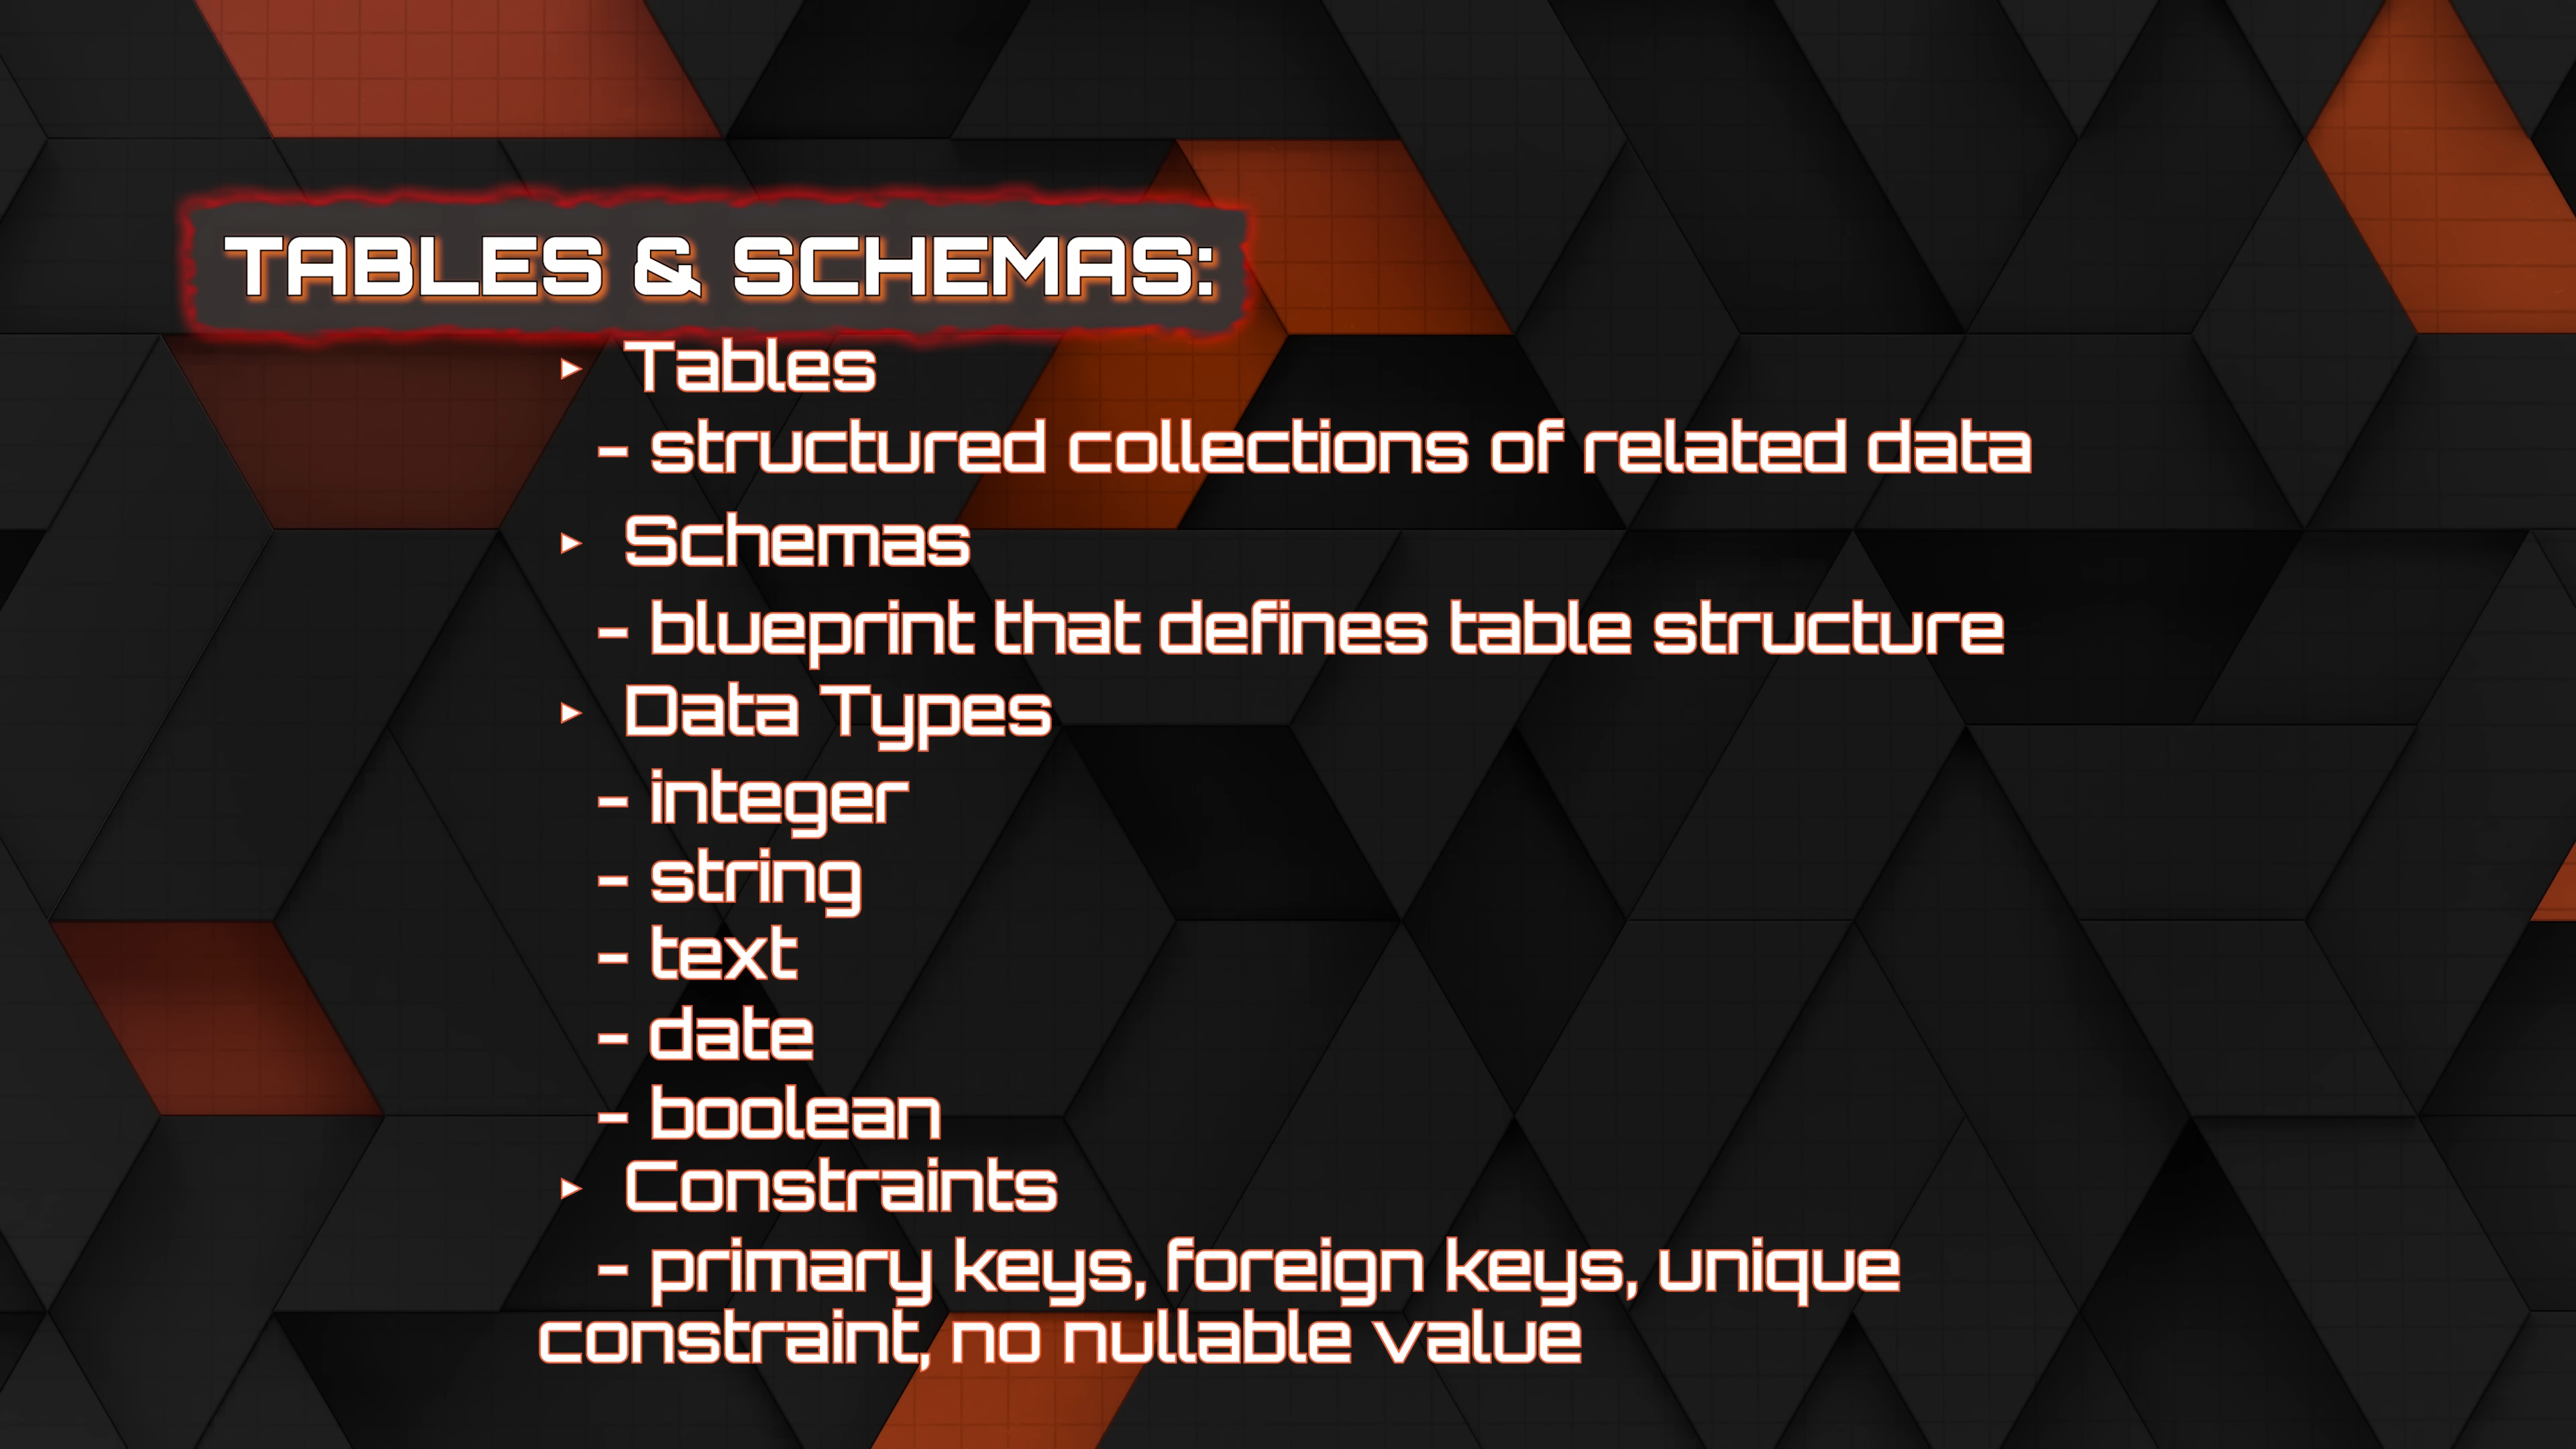 TABLES & SCHEMAS:
▸ Tables
- structured collections of related data
▸ Schemas
- blueprint that defines table structure
▸ Data Types
- integer
- string
- text
- date
- boolean
▸ Constraints
- primary keys, foreign keys, unique
constraint, no nullable value